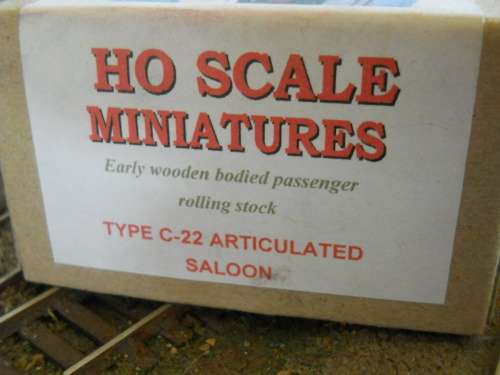 HO SCALE
MINIATURES
Early wooden bodied passenger
rolling stock
TYPE C-22 ARTICULATED
SALOON